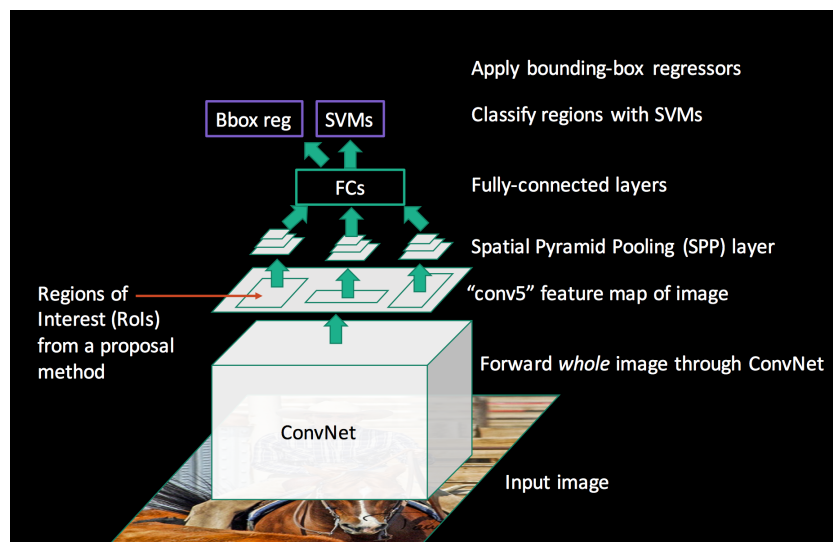 Apply bounding-box regressors
Bbox reg
SVMs
Classify regions with SVMs
FCs
Fully-connected layers
Spatial Pyramid Pooling (SPP) layer
Regions of
Interest (RoIs)
from a proposal
method
“conv5” feature map of image
Forward whole image through ConvNet
ConvNet
Input image